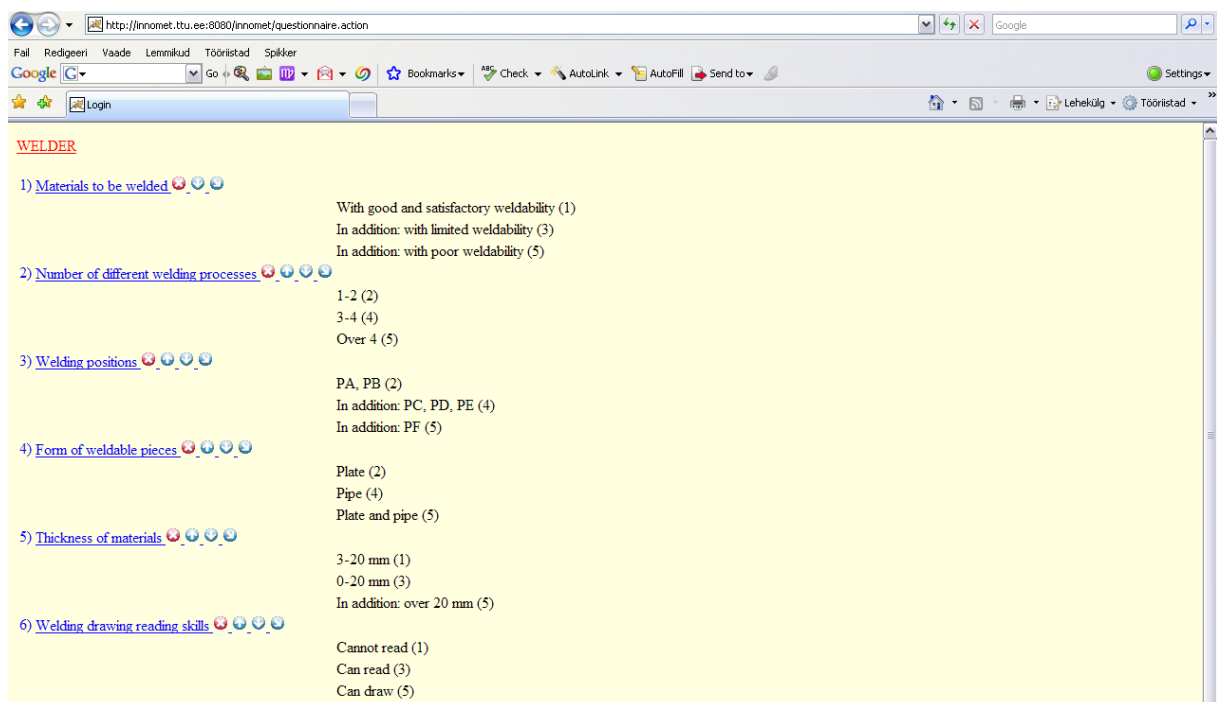 http://innomet.ttu.ee:8080/innomet/questionnaire.action
Google
Fail Redigeeri Vaade Lemmikud Tööriistad Spikker
Google G Go Bookmarks ABC Check AutoLink AutoFill Send to Settings
Login Lehekülg Tööriistad »
WELDER
1) Materials to be welded
With good and satisfactory weldability (1)
In addition: with limited weldability (3)
In addition: with poor weldability (5)
2) Number of different welding processes
1-2 (2)
3-4 (4)
Over 4 (5)
3) Welding positions
PA, PB (2)
In addition: PC, PD, PE (4)
In addition: PF (5)
4) Form of weldable pieces
Plate (2)
Pipe (4)
Plate and pipe (5)
5) Thickness of materials
3-20 mm (1)
0-20 mm (3)
In addition: over 20 mm (5)
6) Welding drawing reading skills
Cannot read (1)
Can read (3)
Can draw (5)